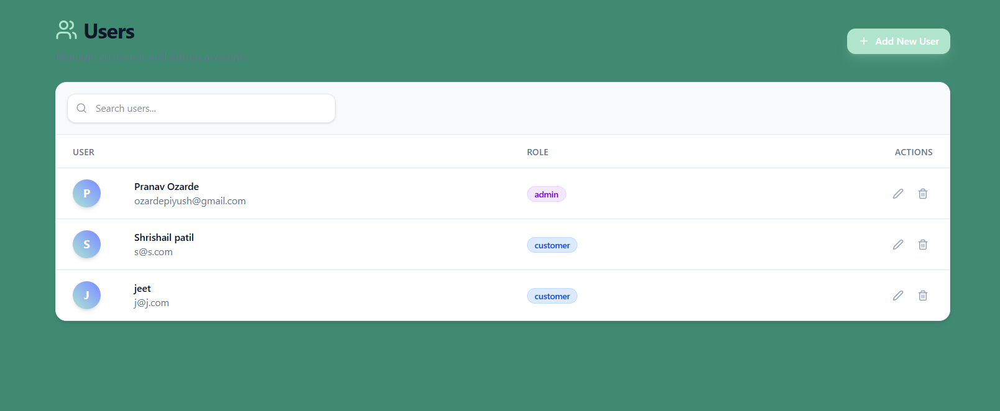 Users
Add New User
Manage customer and admin accounts
Search users...
USER
ROLE
ACTIONS
P
Pranav Ozarde
ozardepiyush@gmail.com
admin
S
Shrishail patil
s@s.com
customer
J
jeet
j@j.com
customer